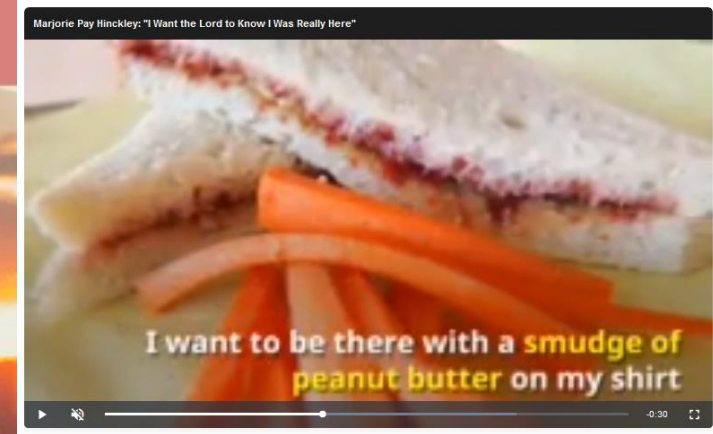 Marjorie Pay Hinckley: "I Want the Lord to Know I Was Really Here"
I want to be there with a smudge of
peanut butter on my shirt
-0:30